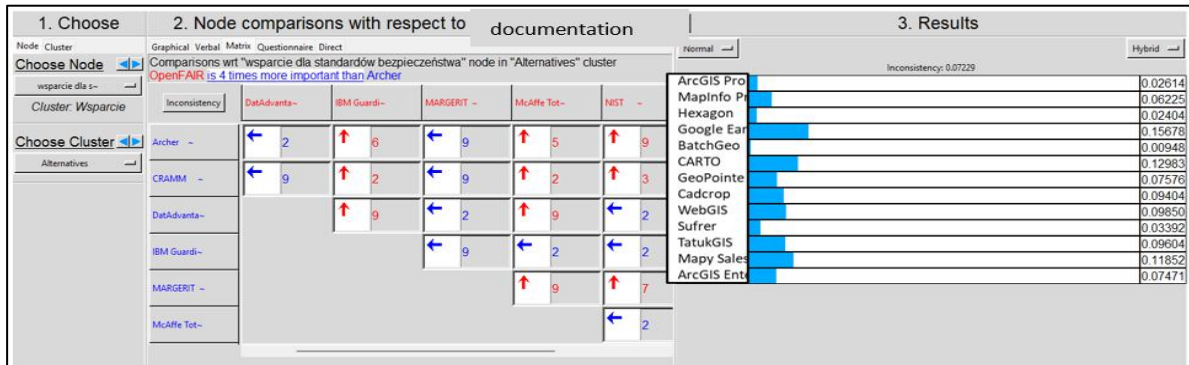 1. Choose
Node Cluster
Choose Node
wsparcie dla s~
Cluster: Wsparcie
Choose Cluster
Alternatives
2. Node comparisons with respect to documentation
Graphical Verbal Matrix Questionnaire Direct
Comparisons wrt "wsparcie dla standardów bezpieczeństwa" node in "Alternatives" cluster
OpenFAIR is 4 times more important than Archer
Inconsistency DatAdvanta~ IBM Guardi~ MARGERIT ~ McAffe Tot~ NIST ~
Archer ~ ← 2 ↑ 6 ← 9 ↑ 5 ↑ 9
CRAMM ~ ← 9 ↑ 2 ← 9 ↑ 2 ↑ 3
DatAdvanta~ ↑ 9 ← 2 ↑ 9 ← 2
IBM Guardi~ ← 9 ← 2 ← 2
MARGERIT ~ ↑ 9 ↑ 7
McAffe Tot~ ← 2
3. Results
Normal Hybrid
Inconsistency: 0.07229
ArcGIS Pro 0.02614
MapInfo Pr 0.06225
Hexagon 0.02404
Google Ear 0.15678
BatchGeo 0.00948
CARTO 0.12983
GeoPointe 0.07576
Cadcrop 0.09404
WebGIS 0.09850
Sufrer 0.03392
TatukGIS 0.09604
Mapy Sales 0.11852
ArcGIS Ente 0.07471